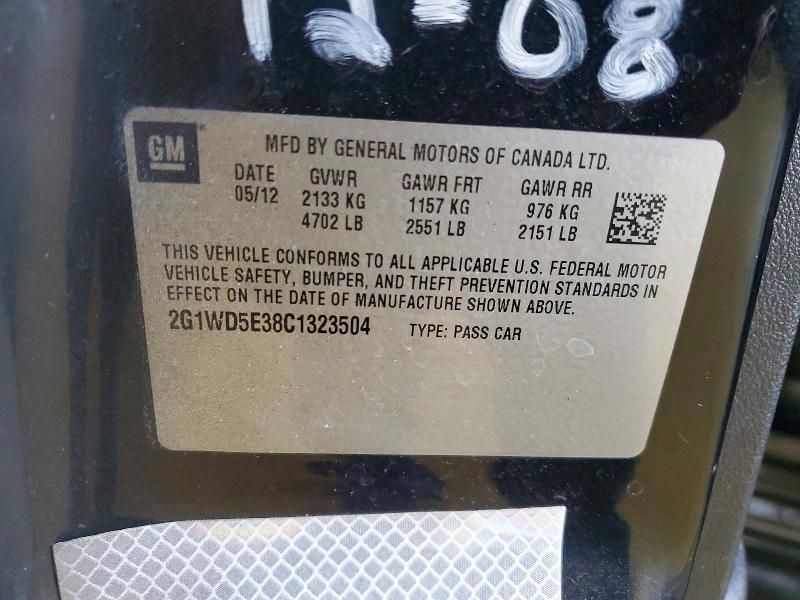 12-08
GM
MFD BY GENERAL MOTORS OF CANADA LTD.
DATE GVWR GAWR FRT GAWR RR
05/12 2133 KG 1157 KG 976 KG
4702 LB 2551 LB 2151 LB
THIS VEHICLE CONFORMS TO ALL APPLICABLE U.S. FEDERAL MOTOR
VEHICLE SAFETY, BUMPER, AND THEFT PREVENTION STANDARDS IN
EFFECT ON THE DATE OF MANUFACTURE SHOWN ABOVE.
2G1WD5E38C1323504 TYPE: PASS CAR